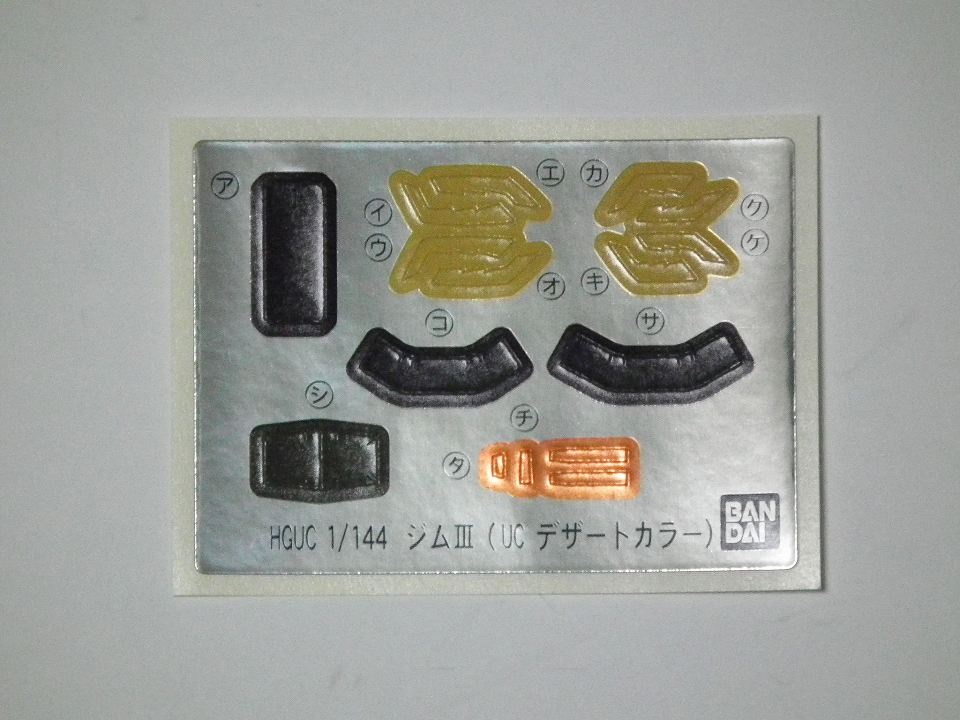 ア
イ
ウ
エ
オ
カ
キ
ク
ケ
コ
サ
シ
チ
タ
HGUC 1/144 ジムⅢ (UC デザートカラー)
BAN
DAI